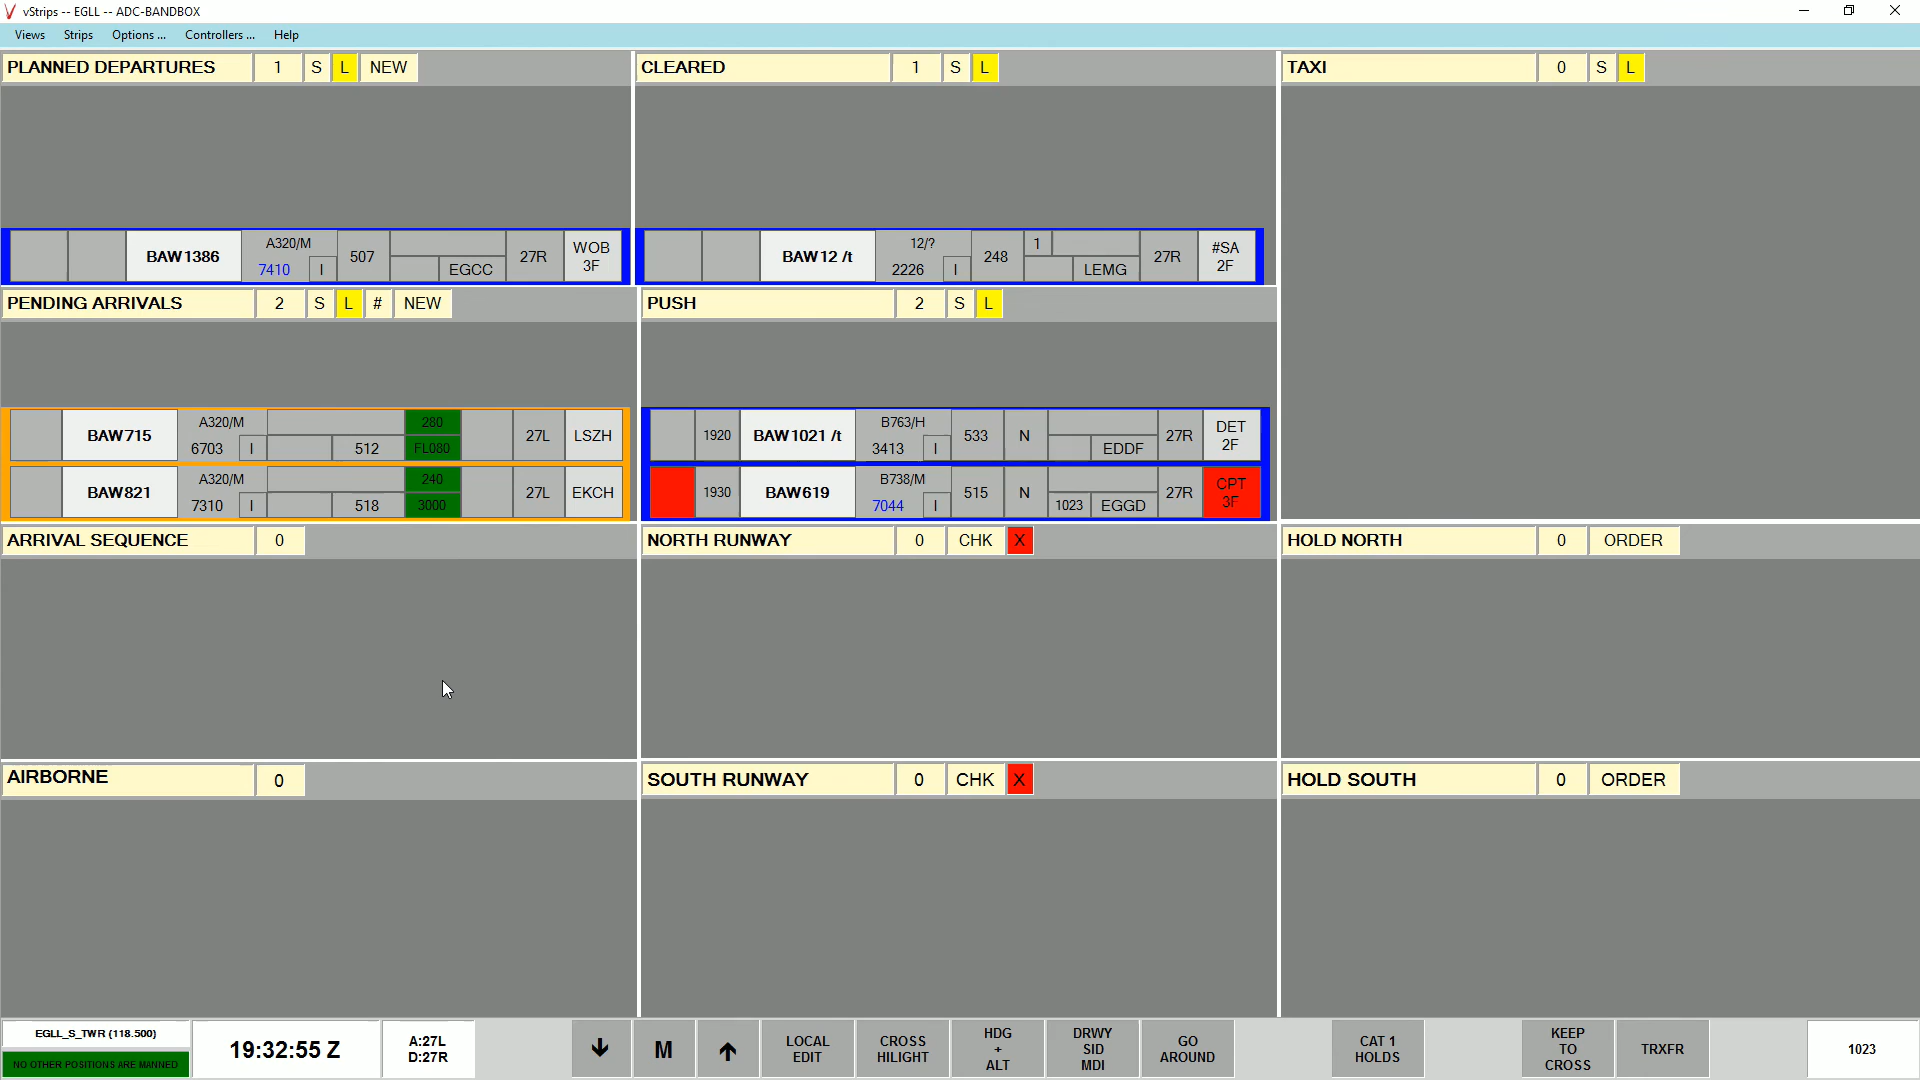 vStrips -- EGLL -- ADC-BANDBOX
Views Strips Options ... Controllers ... Help
PLANNED DEPARTURES 1 S L NEW
BAW1386 A320/M 7410 I 507 EGCC 27R WOB 3F
CLEARED 1 S L
BAW12 /t 12/? 2226 I 248 1 LEMG 27R #SA 2F
TAXI 0 S L
PENDING ARRIVALS 2 S L # NEW
BAW715 A320/M 6703 I 512 280 FL080 27L LSZH
BAW821 A320/M 7310 I 518 240 3000 27L EKCH
PUSH 2 S L
1920 BAW1021 /t B763/H 3413 I 533 N EDDF 27R DET 2F
1930 BAW619 B738/M 7044 I 515 N 1023 EGGD 27R CPT 3F
ARRIVAL SEQUENCE 0
NORTH RUNWAY 0 CHK X
HOLD NORTH 0 ORDER
AIRBORNE 0
SOUTH RUNWAY 0 CHK X
HOLD SOUTH 0 ORDER
EGLL_S_TWR (118.500)
NO OTHER POSITIONS ARE MANNED
19:32:55 Z
A:27L
D:27R
M
LOCAL
EDIT
CROSS
HILIGHT
HDG
+
ALT
DRWY
SID
MDI
GO
AROUND
CAT 1
HOLDS
KEEP
TO
CROSS
TRXFR
1023